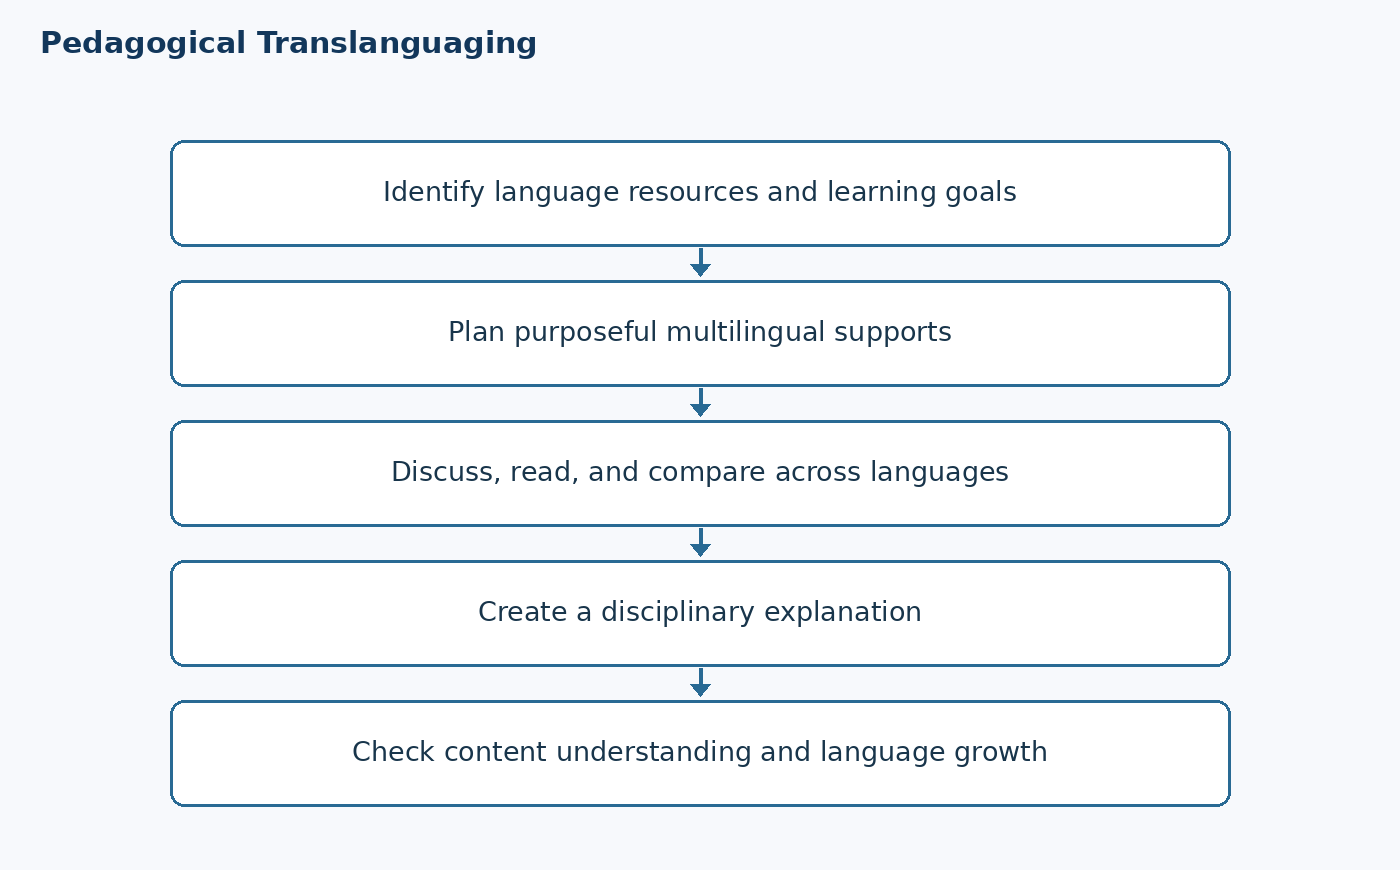 Pedagogical Translanguaging
Identify language resources and learning goals
Plan purposeful multilingual supports
Discuss, read, and compare across languages
Create a disciplinary explanation
Check content understanding and language growth